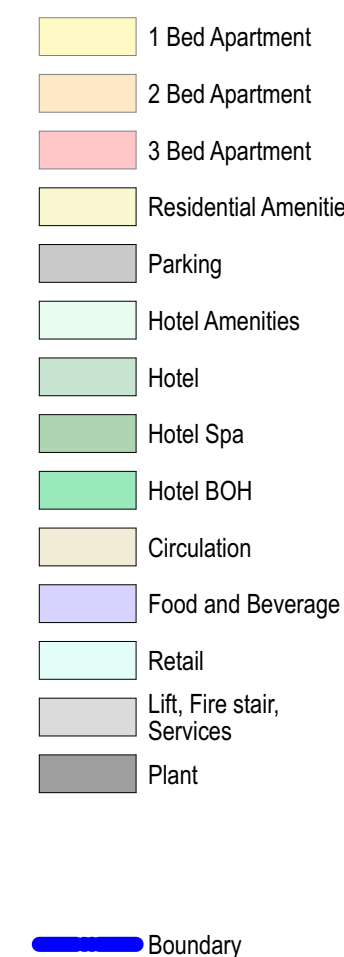 1 Bed Apartment
2 Bed Apartment
3 Bed Apartment
Residential Amenitie
Parking
Hotel Amenities
Hotel
Hotel Spa
Hotel BOH
Circulation
Food and Beverage
Retail
Lift, Fire stair,
Services
Plant
Boundary